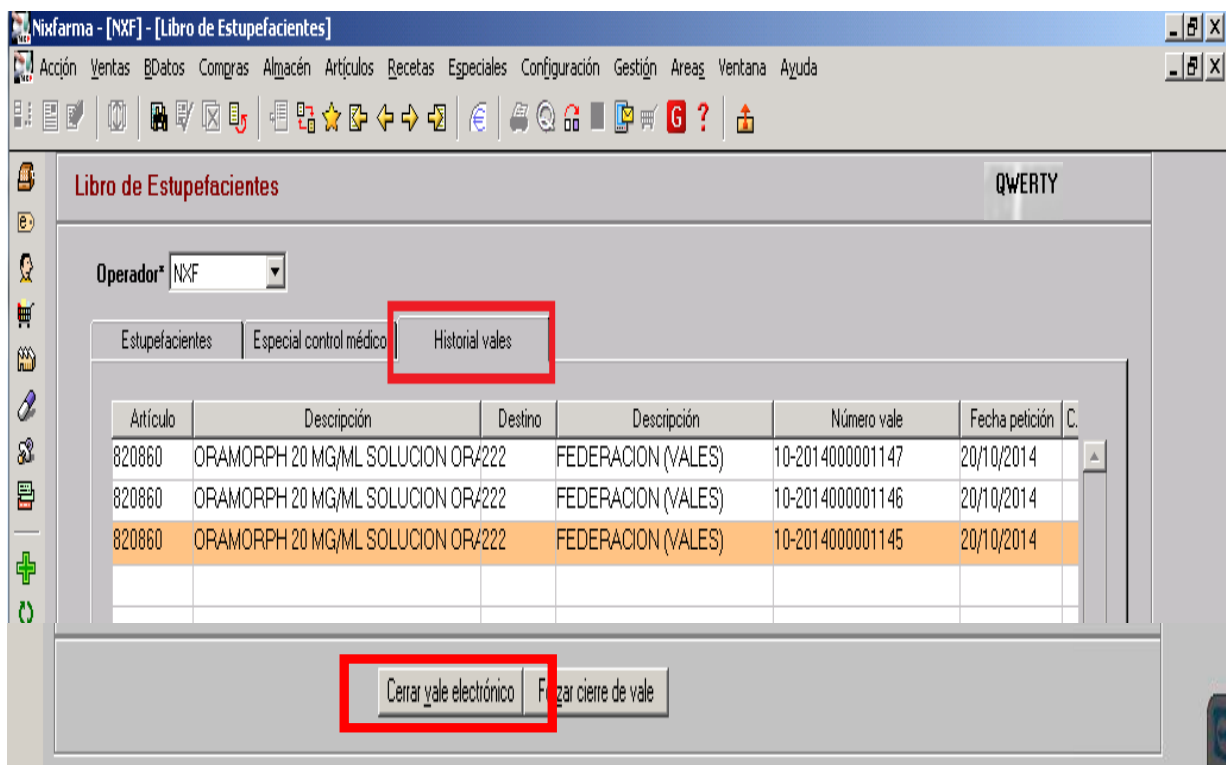 Nixfarma - [NXF] - [Libro de Estupefacientes]
Acción Ventas BDatos Compras Almacén Artículos Recetas Especiales Configuración Gestión Areas Ventana Ayuda
G ?
Libro de Estupefacientes QWERTY
Operador* NXF
Estupefacientes Especial control médico Historial vales
Artículo Descripción Destino Descripción Número vale Fecha petición C.
820860 ORAMORPH 20 MG/ML SOLUCION ORA 222 FEDERACION (VALES) 10-2014000001147 20/10/2014
820860 ORAMORPH 20 MG/ML SOLUCION ORA 222 FEDERACION (VALES) 10-2014000001146 20/10/2014
820860 ORAMORPH 20 MG/ML SOLUCION ORA 222 FEDERACION (VALES) 10-2014000001145 20/10/2014
Cerrar vale electrónico Forzar cierre de vale